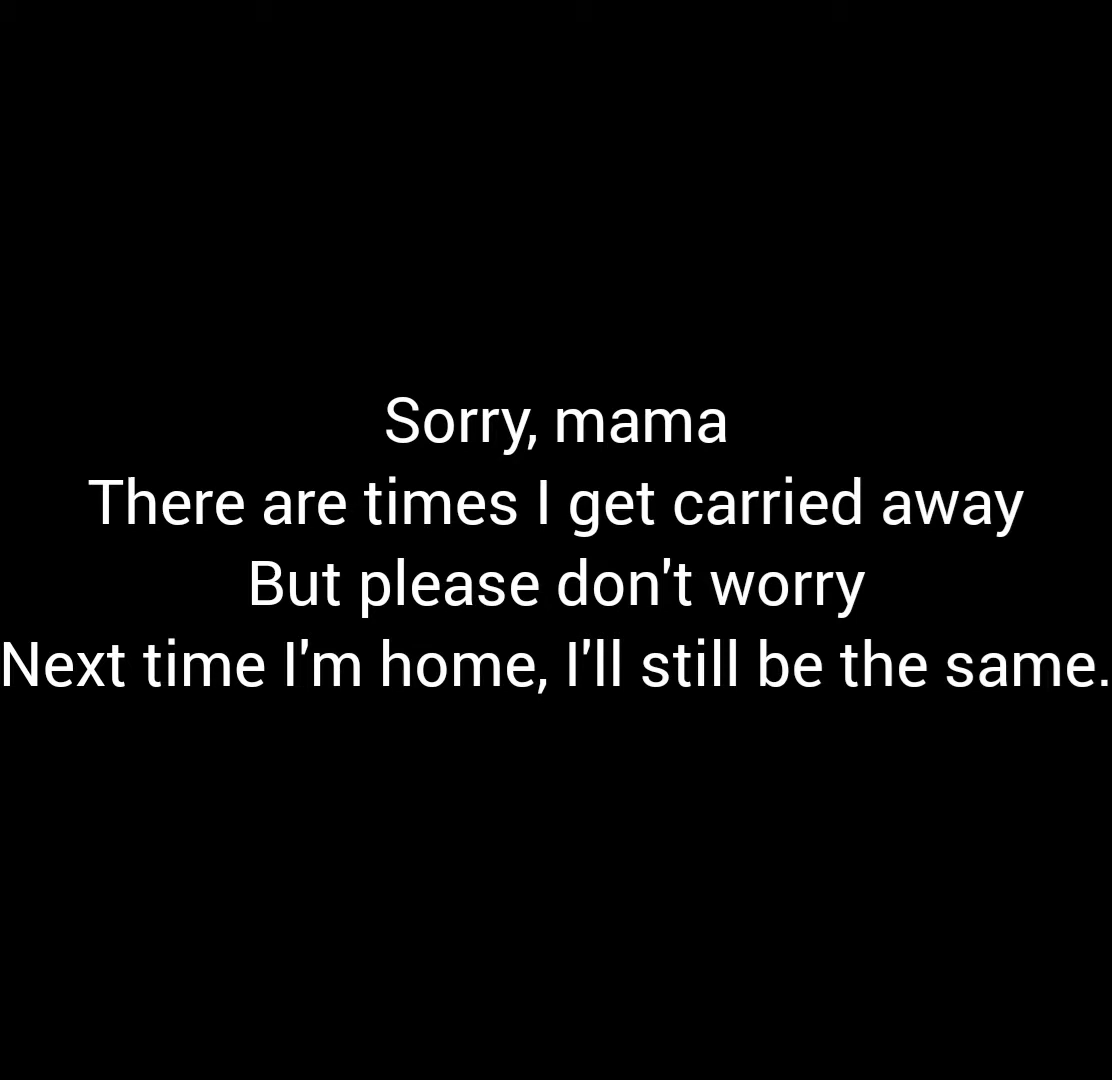 Sorry, mama
There are times I get carried away
But please don't worry
Next time I'm home, I'll still be the same.